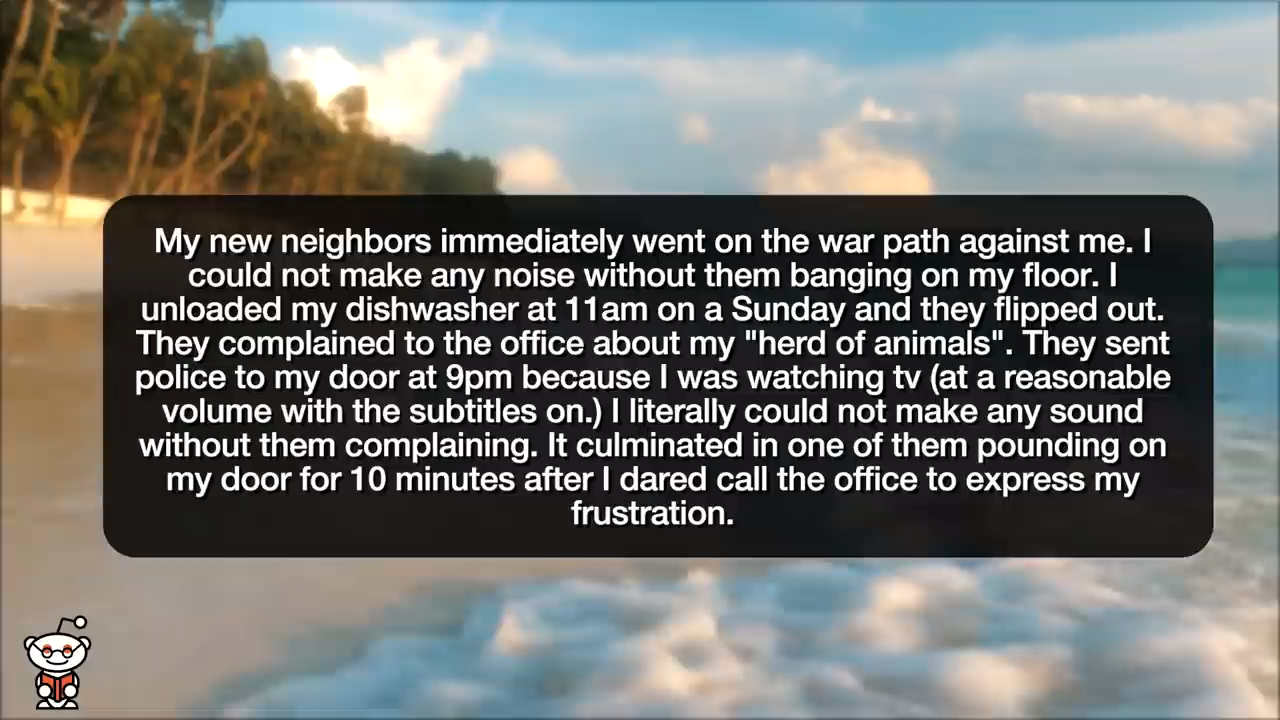 My new neighbors immediately went on the war path against me. I
could not make any noise without them banging on my floor. I
unloaded my dishwasher at 11am on a Sunday and they flipped out.
They complained to the office about my "herd of animals". They sent
police to my door at 9pm because I was watching tv (at a reasonable
volume with the subtitles on.) I literally could not make any sound
without them complaining. It culminated in one of them pounding on
my door for 10 minutes after I dared call the office to express my
frustration.